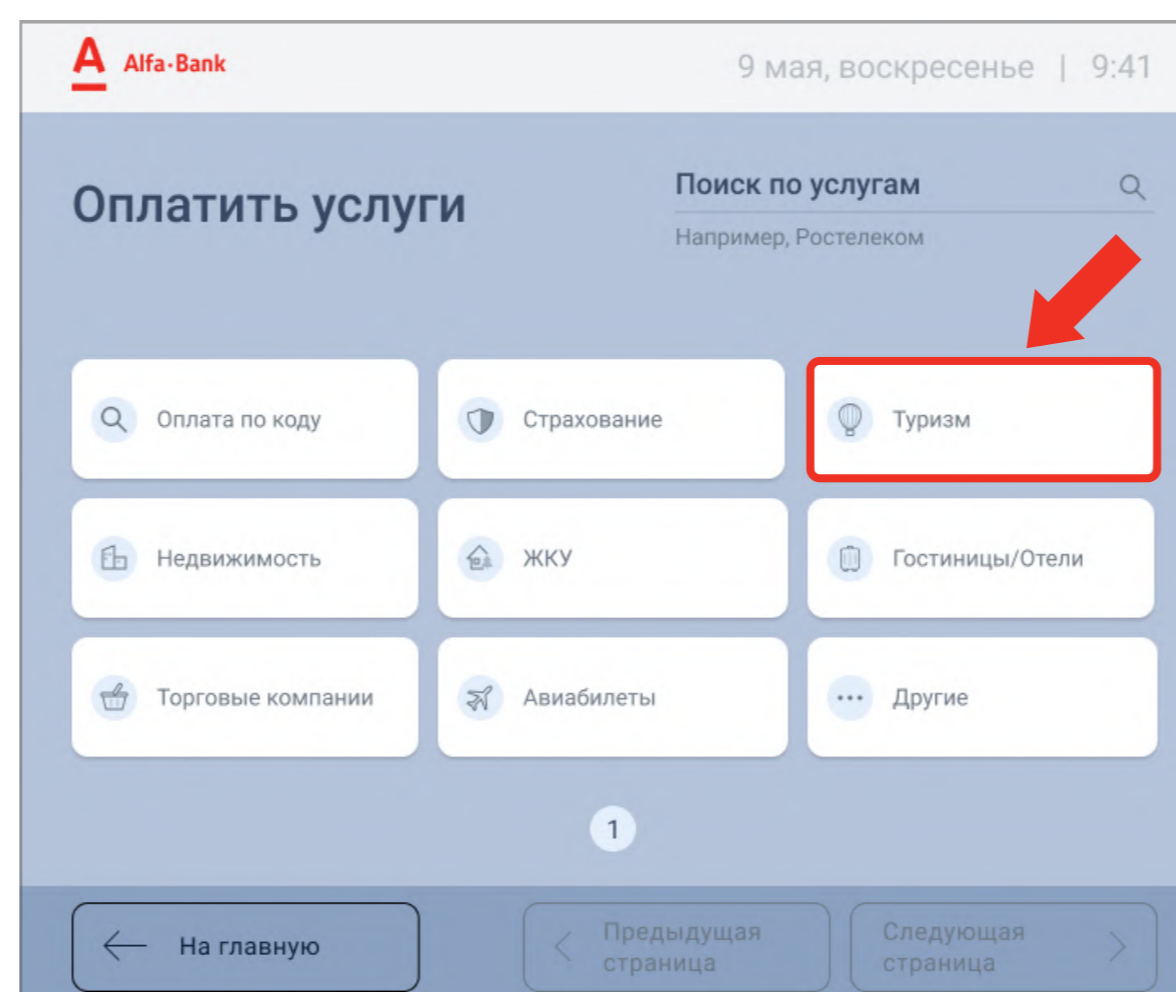 Alfa·Bank
9 мая, воскресенье | 9:41
Оплатить услуги
Поиск по услугам
Например, Ростелеком
Оплата по коду
Страхование
Туризм
Недвижимость
ЖКУ
Гостиницы/Отели
Торговые компании
Авиабилеты
Другие
1
На главную
Предыдущая
страница
Следующая
страница